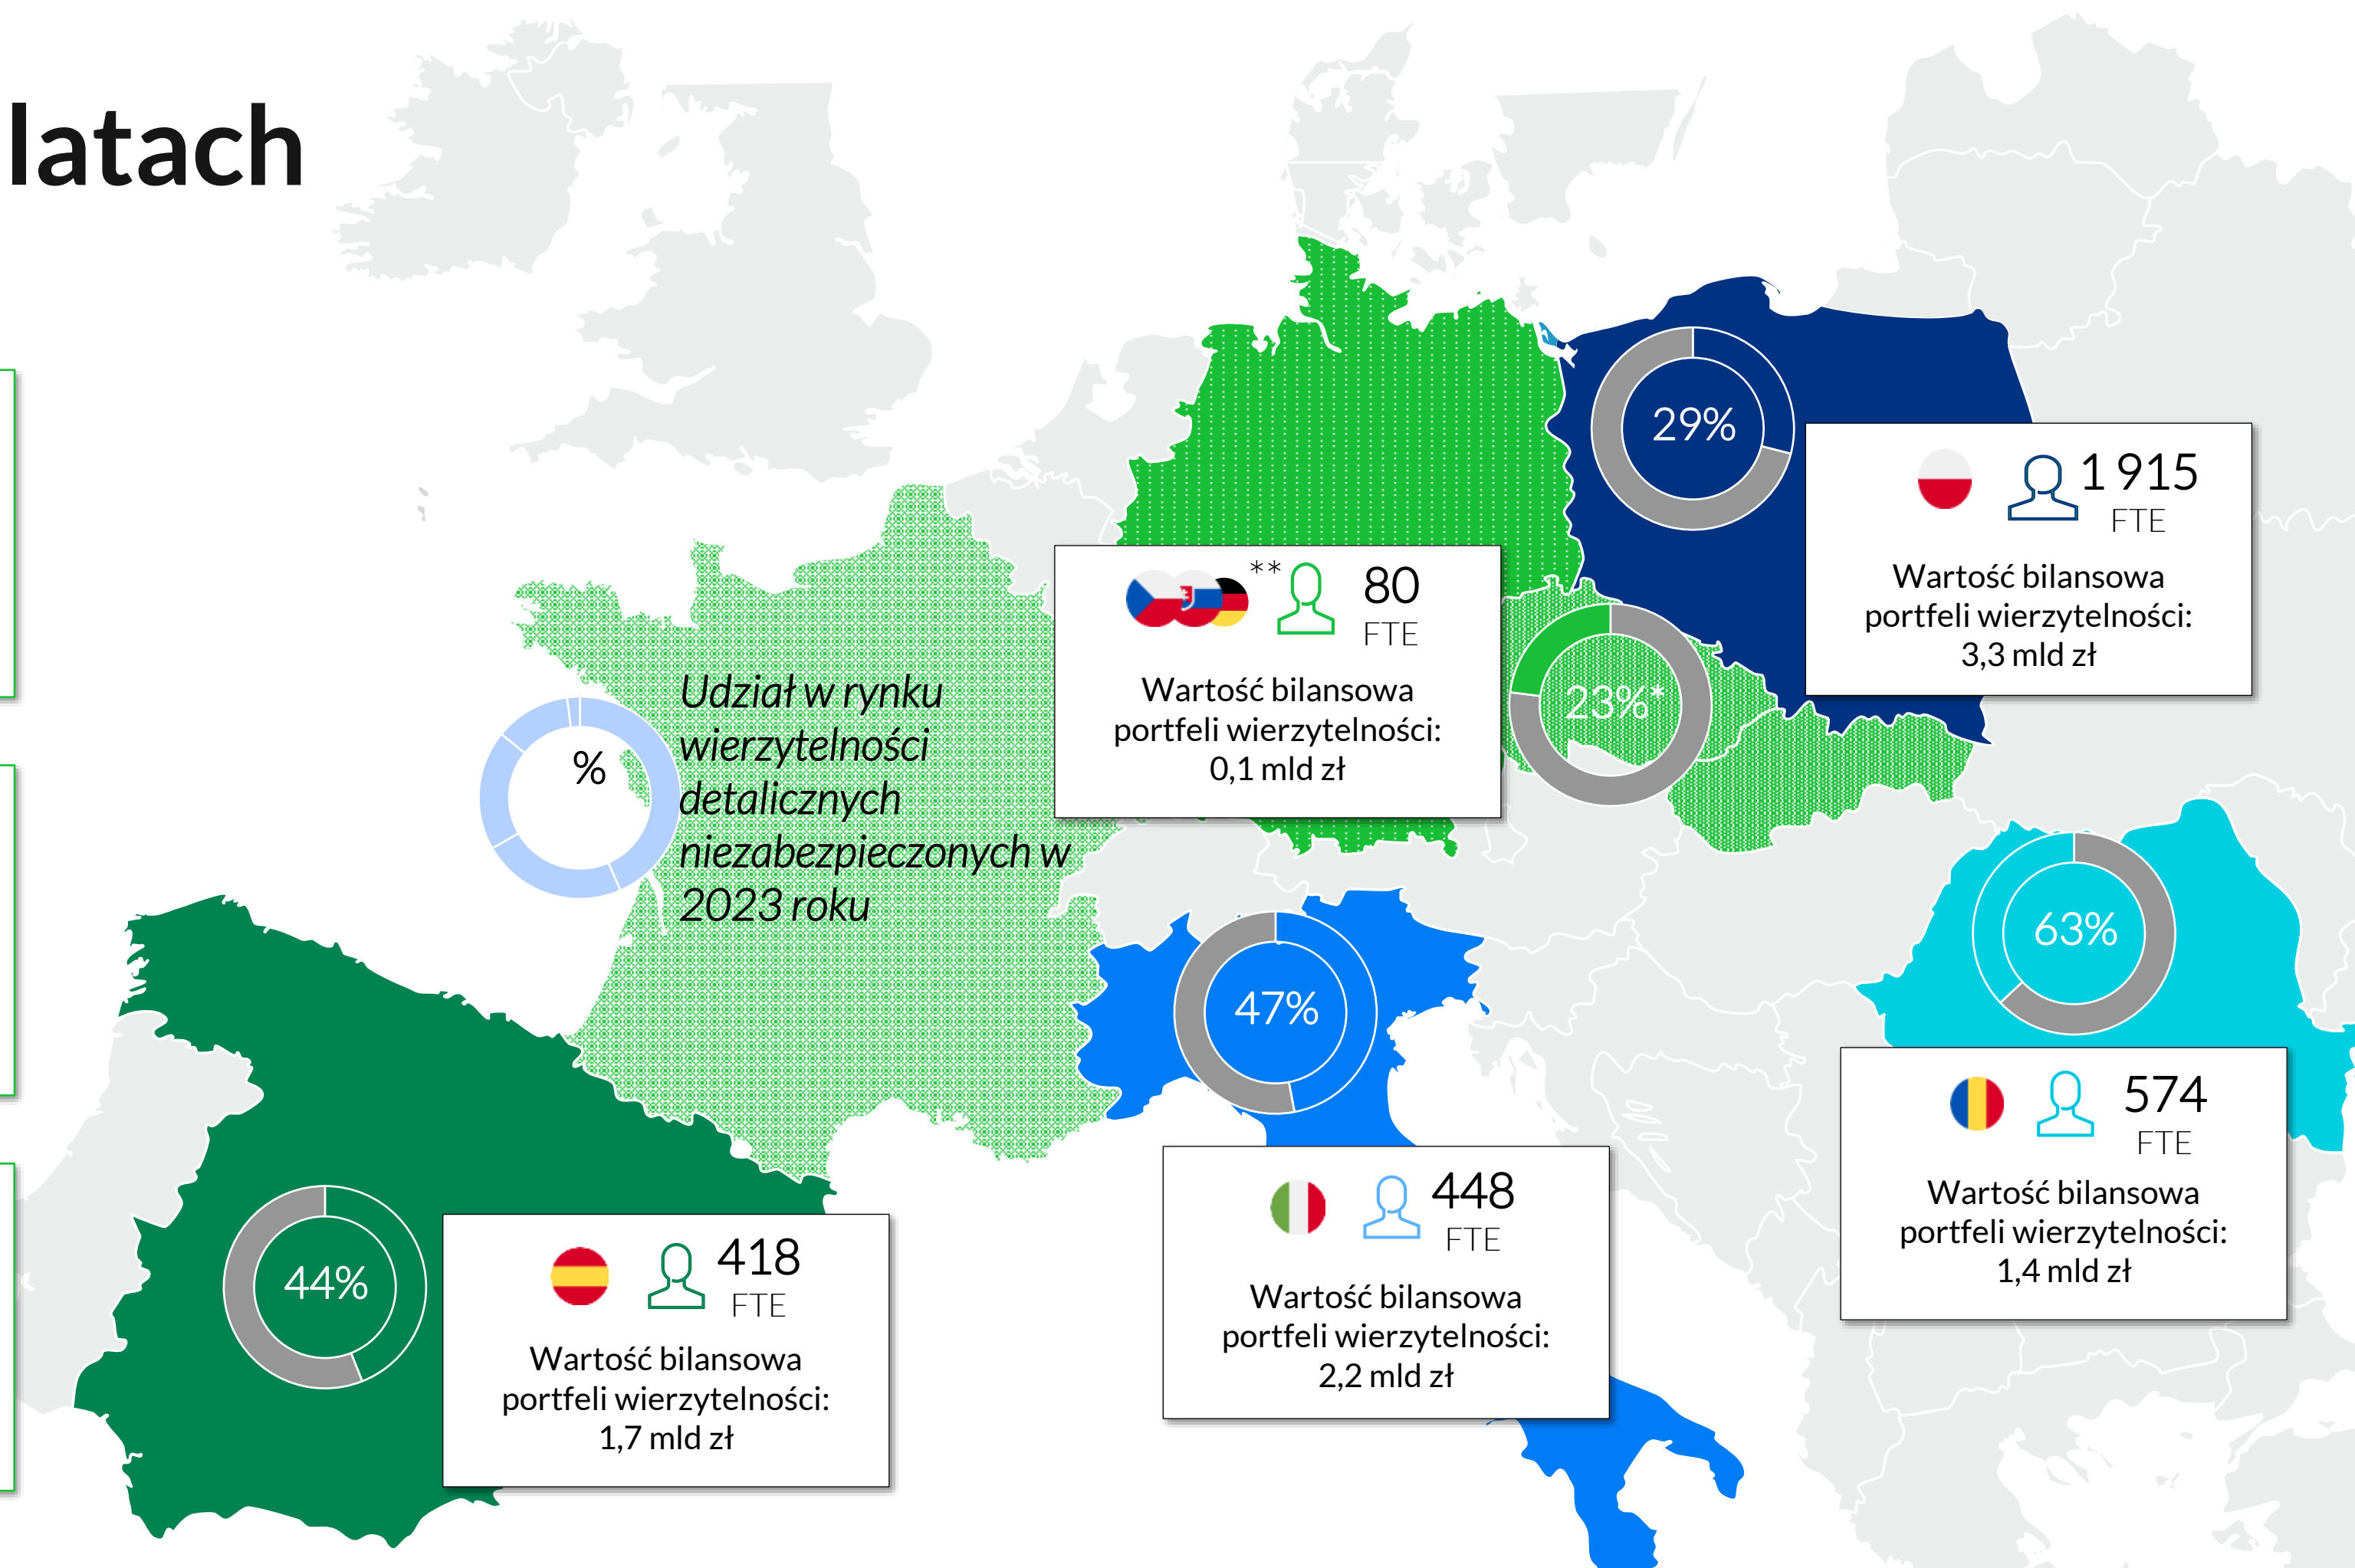 latach
29%
1 915
FTE
Wartość bilansowa
portfeli wierzytelności:
3,3 mld zł
**
80
FTE
Wartość bilansowa
portfeli wierzytelności:
0,1 mld zł
23%*
%
Udział w rynku
wierzytelności
detalicznych
niezabezpieczonych w
2023 roku
63%
574
FTE
Wartość bilansowa
portfeli wierzytelności:
1,4 mld zł
47%
448
FTE
Wartość bilansowa
portfeli wierzytelności:
2,2 mld zł
44%
418
FTE
Wartość bilansowa
portfeli wierzytelności:
1,7 mld zł